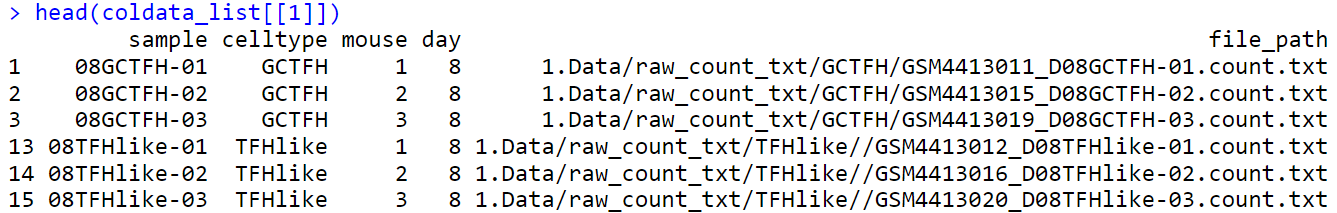 > head(coldata_list[[1]])
sample celltype mouse day file_path
1 08GCTFH-01 GCTFH 1 8 1.Data/raw_count_txt/GCTFH/GSM4413011_D08GCTFH-01.count.txt
2 08GCTFH-02 GCTFH 2 8 1.Data/raw_count_txt/GCTFH/GSM4413015_D08GCTFH-02.count.txt
3 08GCTFH-03 GCTFH 3 8 1.Data/raw_count_txt/GCTFH/GSM4413019_D08GCTFH-03.count.txt
13 08TFHlike-01 TFHlike 1 8 1.Data/raw_count_txt/TFHlike//GSM4413012_D08TFHlike-01.count.txt
14 08TFHlike-02 TFHlike 2 8 1.Data/raw_count_txt/TFHlike//GSM4413016_D08TFHlike-02.count.txt
15 08TFHlike-03 TFHlike 3 8 1.Data/raw_count_txt/TFHlike//GSM4413020_D08TFHlike-03.count.txt